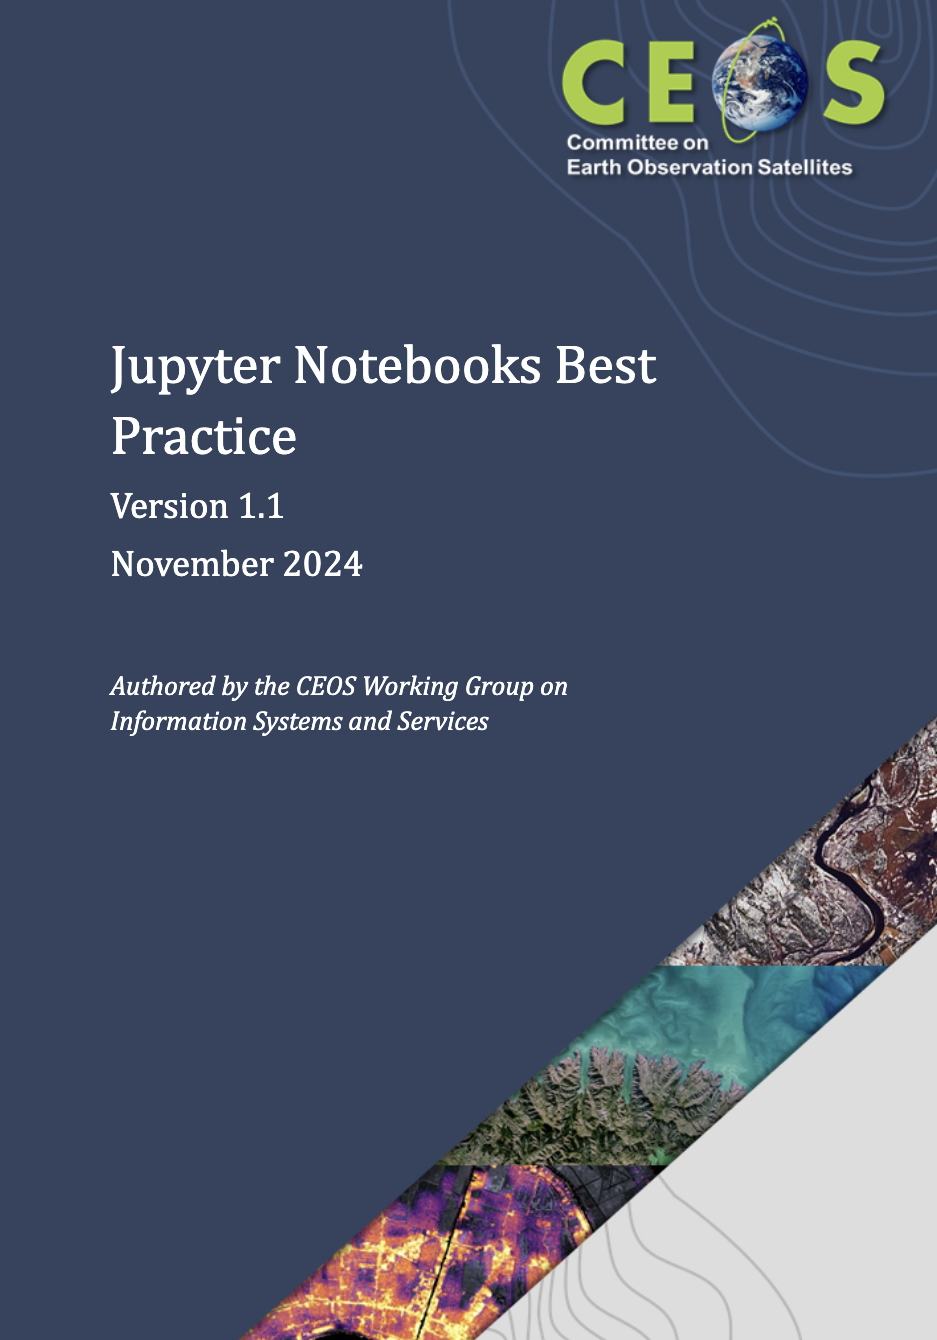 CEOS
Committee on
Earth Observation Satellites
Jupyter Notebooks Best
Practice
Version 1.1
November 2024
Authored by the CEOS Working Group on
Information Systems and Services